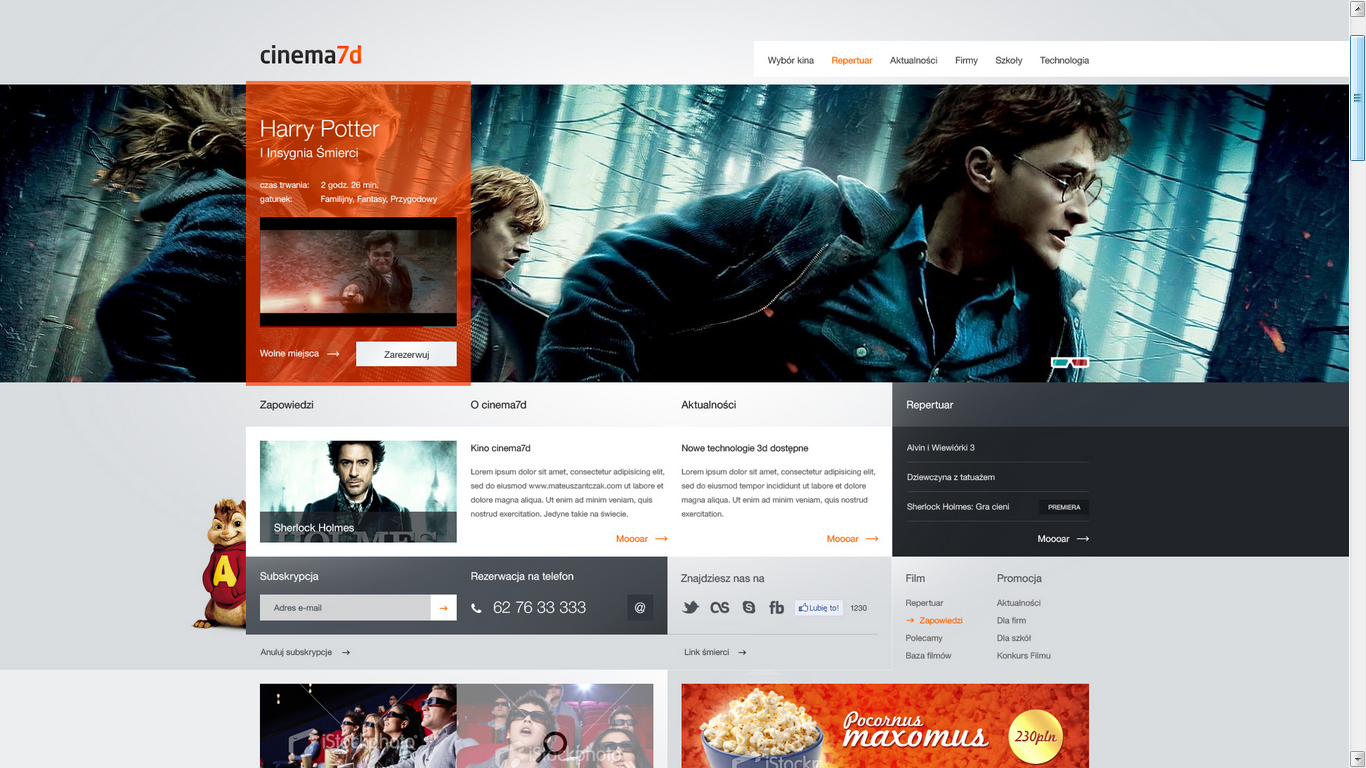 cinema7d
Wybór kina Repertuar Aktualności Firmy Szkoły Technologia
Harry Potter
I Insygnia Śmierci
czas trwania: 2 godz. 26 min.
gatunek: Familijny, Fantasy, Przygodowy
Wolne miejsca
Zarezerwuj
Zapowiedzi
Sherlock Holmes
HOLMES
O cinema7d
Kino cinema7d
Lorem ipsum dolor sit amet, consectetur adipisicing elit,
sed do eiusmod www.mateuszantczak.com ut labore et
dolore magna aliqua. Ut enim ad minim veniam, quis
nostrud exercitation. Jedyne takie na świecie.
Moooar
Aktualności
Nowe technologie 3d dostępne
Lorem ipsum dolor sit amet, consectetur adipisicing elit,
sed do eiusmod tempor incididunt ut labore et dolore
magna aliqua. Ut enim ad minim veniam, quis nostrud
exercitation.
Moooar
Repertuar
Alvin i Wiewiórki 3
Dziewczyna z tatuażem
Sherlock Holmes: Gra cieni PREMIERA
Moooar
A
Subskrypcja
Adres e-mail
Anuluj subskrypcje
Rezerwacja na telefon
62 76 33 333 @
Znajdziesz nas na
fb Lubię to! 1230
Link śmierci
Film
Repertuar
Zapowiedzi
Polecamy
Baza filmów
Promocja
Aktualności
Dla firm
Dla szkół
Konkurs Filmu
iStockphoto
iStockphoto
Pocornus
maxomus
230pln
iStockphoto